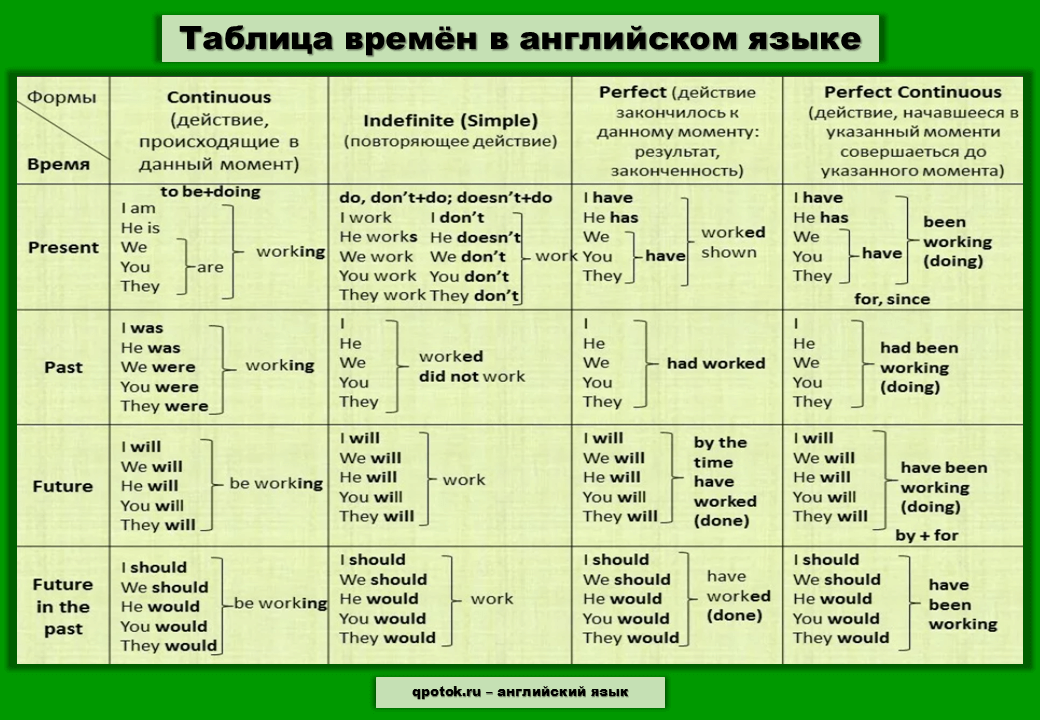 Таблица времён в английском языке
Формы
Время
Continuous
(действие,
происходящие в
данный момент)
Indefinite (Simple)
(повторяющее действие)
Perfect (действие
закончилось к
данному моменту:
результат,
законченность)
Perfect Continuous
(действие, начавшееся в
указанный моменти
совершаеться до
указанного момента)
Present
to be+doing
I am
He is
We
You
They
are
working
do, don’t+do; doesn’t+do
I work
He works
We work
You work
They work
I don’t
He doesn’t
We don’t
You don’t
They don’t
work
I have
He has
We
You
They
have
worked
shown
I have
He has
We
You
They
have
been
working
(doing)
for, since
Past
I was
He was
We were
You were
They were
working
I
He
We
You
They
worked
did not work
I
He
We
You
They
had worked
I
He
We
You
They
had been
working
(doing)
Future
I will
We will
He will
You will
They will
be working
I will
We will
He will
You will
They will
work
I will
We will
He will
You will
They will
by the
time
have
worked
(done)
I will
We will
He will
You will
They will
have been
working
(doing)
by + for
Future
in the
past
I should
We should
He would
You would
They would
be working
I should
We should
He would
You would
They would
work
I should
We should
He would
You would
They would
have
worked
(done)
I should
We should
He would
You would
They would
have
been
working
qpotok.ru – английский язык